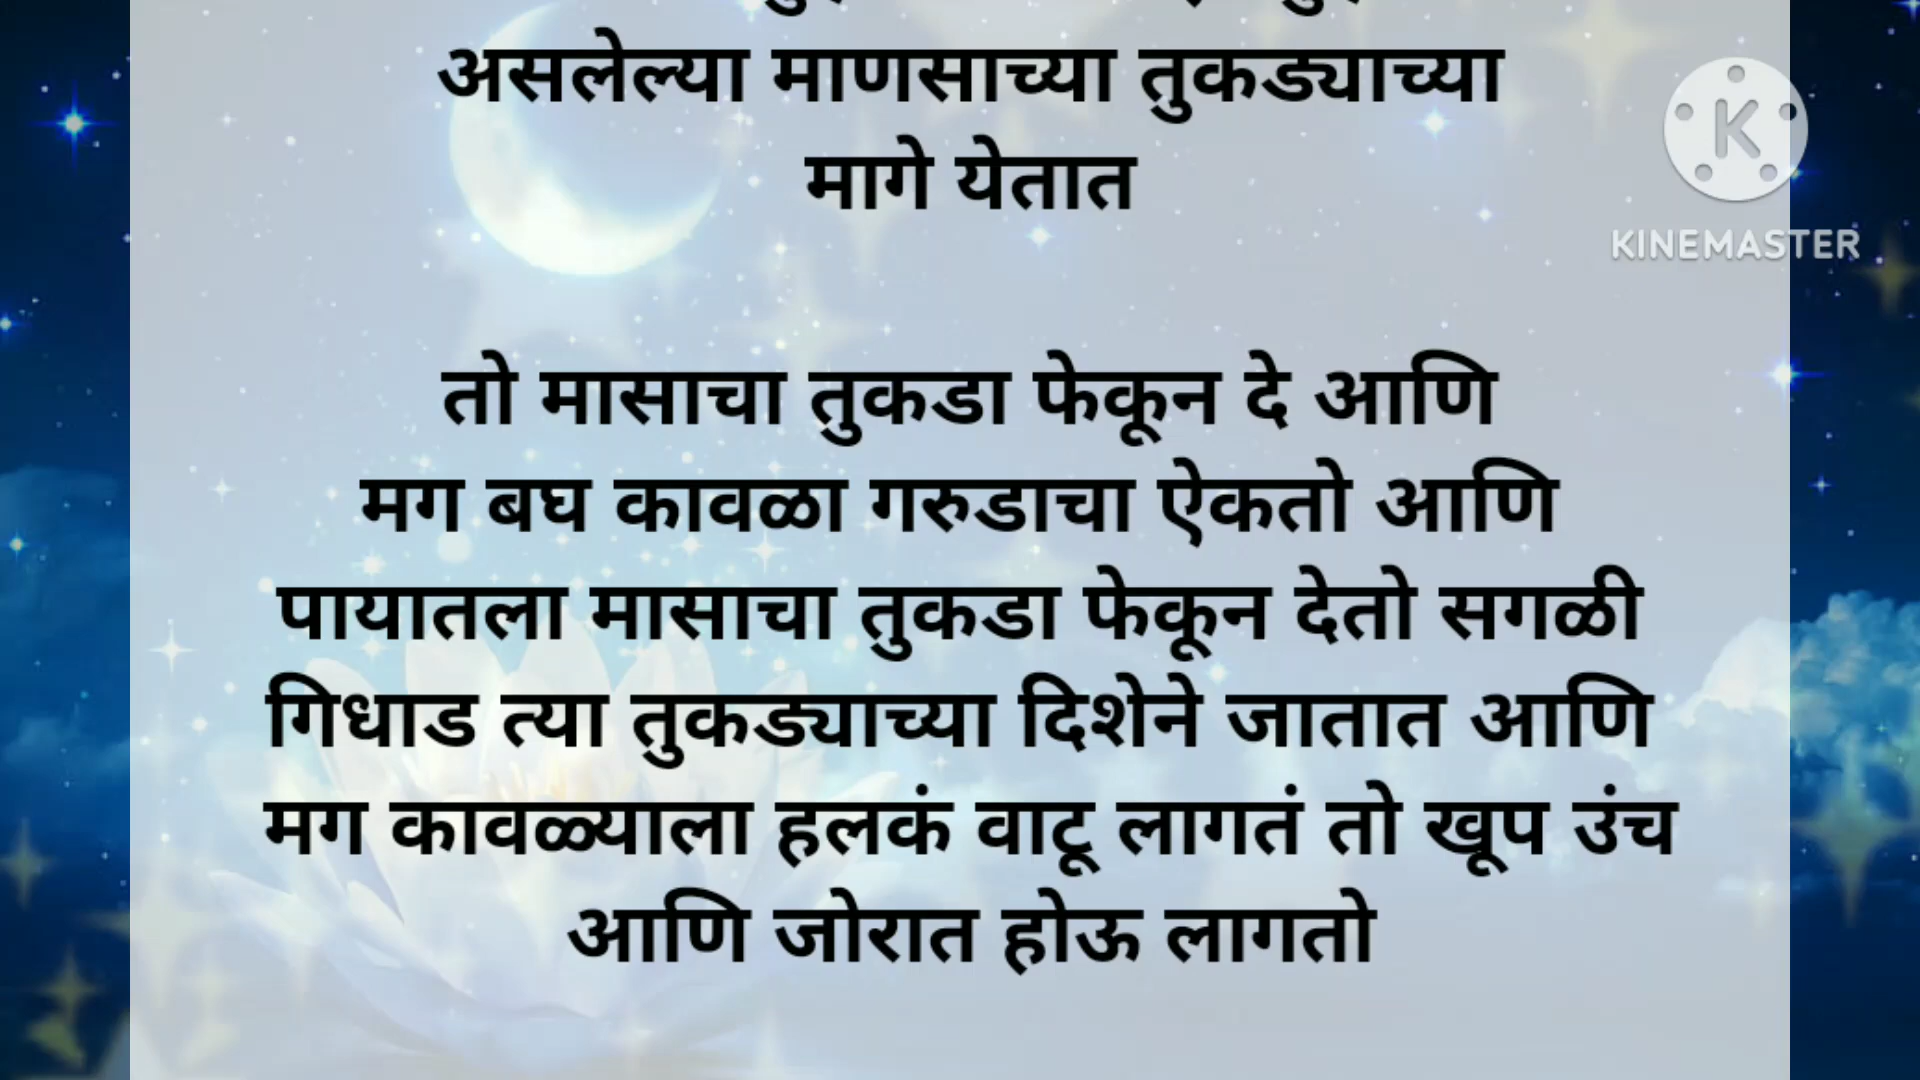 असलेल्या माणसाच्या तुकड्याच्या
मागे येतात
तो मासाचा तुकडा फेकून दे आणि
मग बघ कावळा गरुडाचा ऐकतो आणि
पायातला मासाचा तुकडा फेकून देतो सगळी
गिधाड त्या तुकड्याच्या दिशेने जातात आणि
मग कावळ्याला हलकं वाटू लागतं तो खूप उंच
आणि जोरात होऊ लागतो
K
KINEMASTER